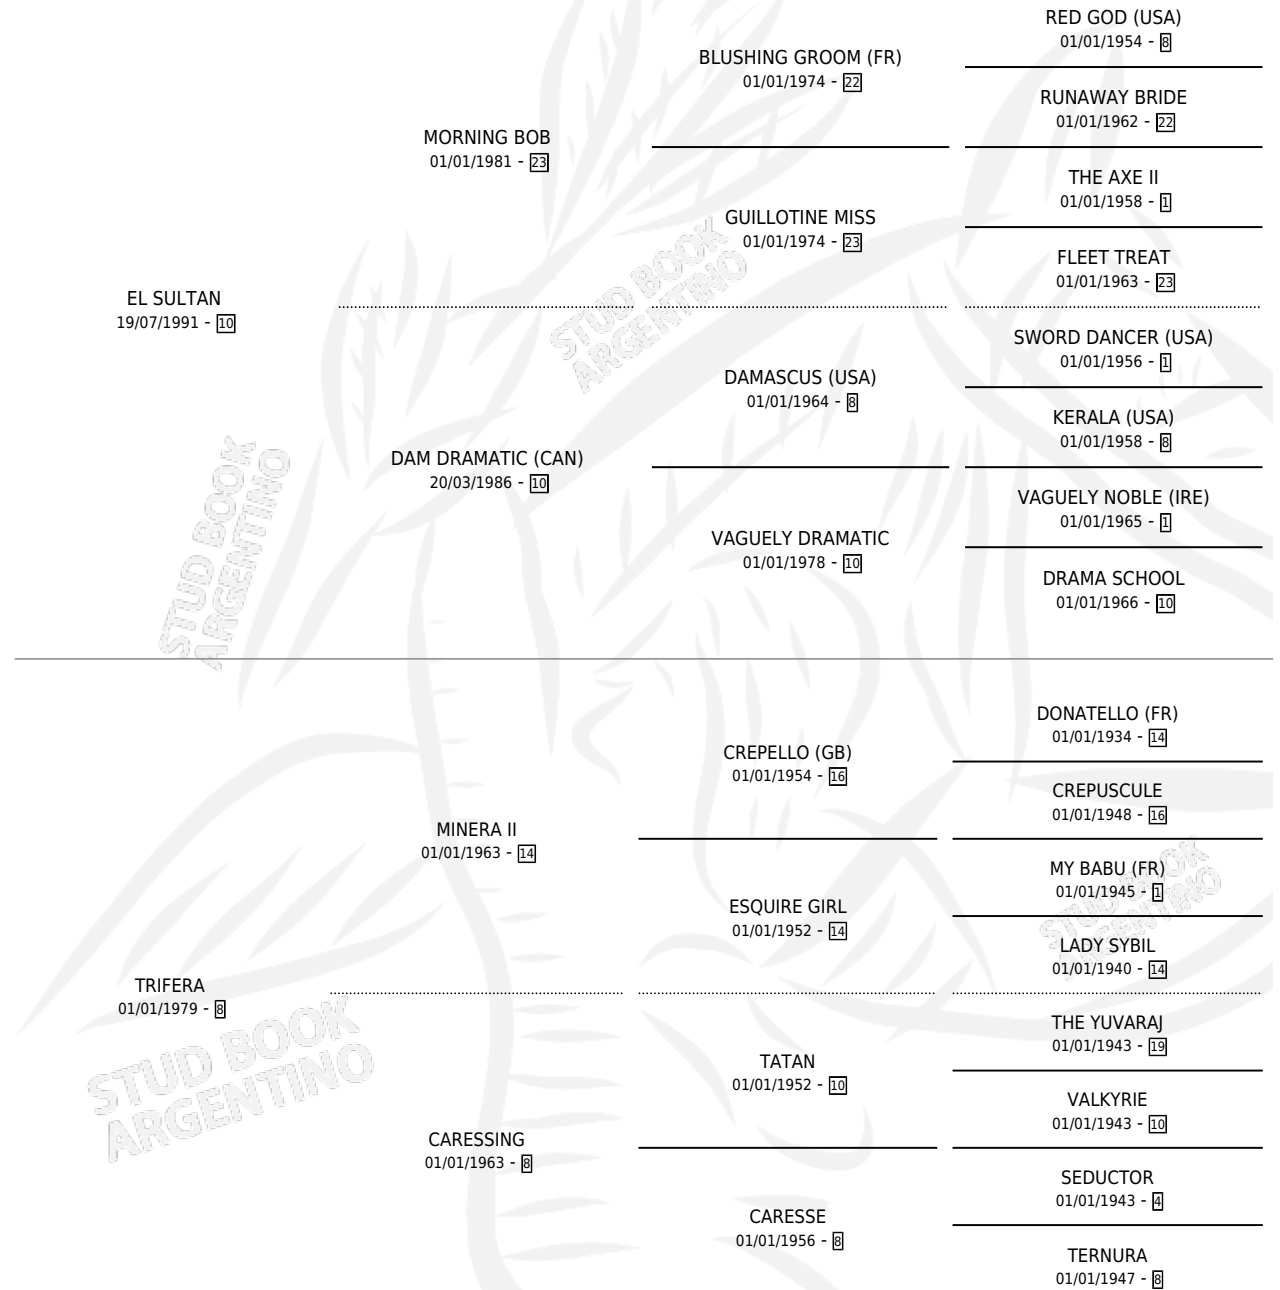 RED GOD (USA)
01/01/1954 - 8
BLUSHING GROOM (FR)
01/01/1974 - 22
RUNAWAY BRIDE
01/01/1962 - 22
MORNING BOB
01/01/1981 - 23
THE AXE II
01/01/1958 - 1
GUILLOTINE MISS
01/01/1974 - 23
FLEET TREAT
01/01/1963 - 23
EL SULTAN
19/07/1991 - 10
STUD BOOK
ARGENTINO
SWORD DANCER (USA)
01/01/1956 - 1
DAMASCUS (USA)
01/01/1964 - 8
KERALA (USA)
01/01/1958 - 8
DAM DRAMATIC (CAN)
20/03/1986 - 10
VAGUELY NOBLE (IRE)
01/01/1965 - 1
VAGUELY DRAMATIC
01/01/1978 - 10
DRAMA SCHOOL
01/01/1966 - 10
STUD BOOK
ARGENTINO
DONATELLO (FR)
01/01/1934 - 14
CREPELLO (GB)
01/01/1954 - 16
CREPUSCULE
01/01/1948 - 16
MINERA II
01/01/1963 - 14
MY BABU (FR)
01/01/1945 - 1
ESQUIRE GIRL
01/01/1952 - 14
STUD BOOK
ARGENTINO
LADY SYBIL
01/01/1940 - 14
TRIFERA
01/01/1979 - 8
THE YUVARAJ
01/01/1943 - 19
TATAN
01/01/1952 - 10
VALKYRIE
01/01/1943 - 10
STUD BOOK
ARGENTINO
CARESSING
01/01/1963 - 8
SEDUCTOR
01/01/1943 - 4
CARESSE
01/01/1956 - 8
TERNURA
01/01/1947 - 8